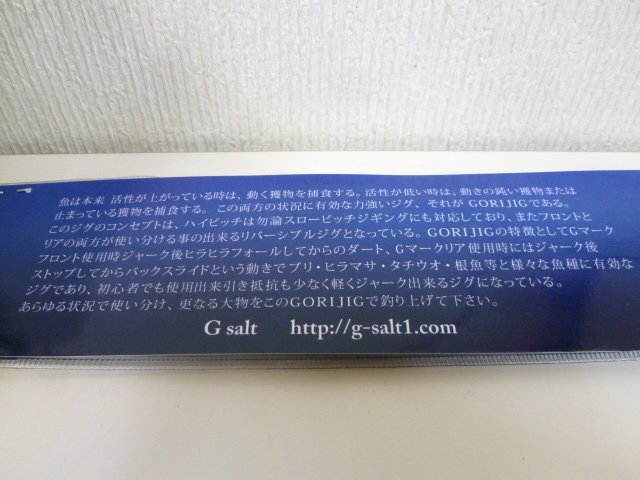 魚は本来 活性が上がっている時は、動く獲物を捕食する。活性が低い時は、動きの鈍い獲物または
止まっている獲物を捕食する。この両方の状況に有効な力強いジグ、それがGORIJIGである。
このジグのコンセプトは、ハイピッチは勿論スローピッチジギングにも対応しており、またフロントと
リアの両方が使い分ける事の出来るリバーシブルジグとなっている。GORIJIGの特徴としてGマーク
フロント使用時ジャーク後ヒラヒラフォールしてからのダート、Gマークリア使用時にはジャーク後
ストップしてからバックスライドという動きでブリ・ヒラマサ・タチウオ・根魚等と様々な魚種に有効な
ジグであり、初心者でも使用出来引き抵抗も少なく軽くジャーク出来るジグになっている。
あらゆる状況で使い分け、更なる大物をこのGORIJIGで釣り上げて下さい。
G salt http://g-salt1.com